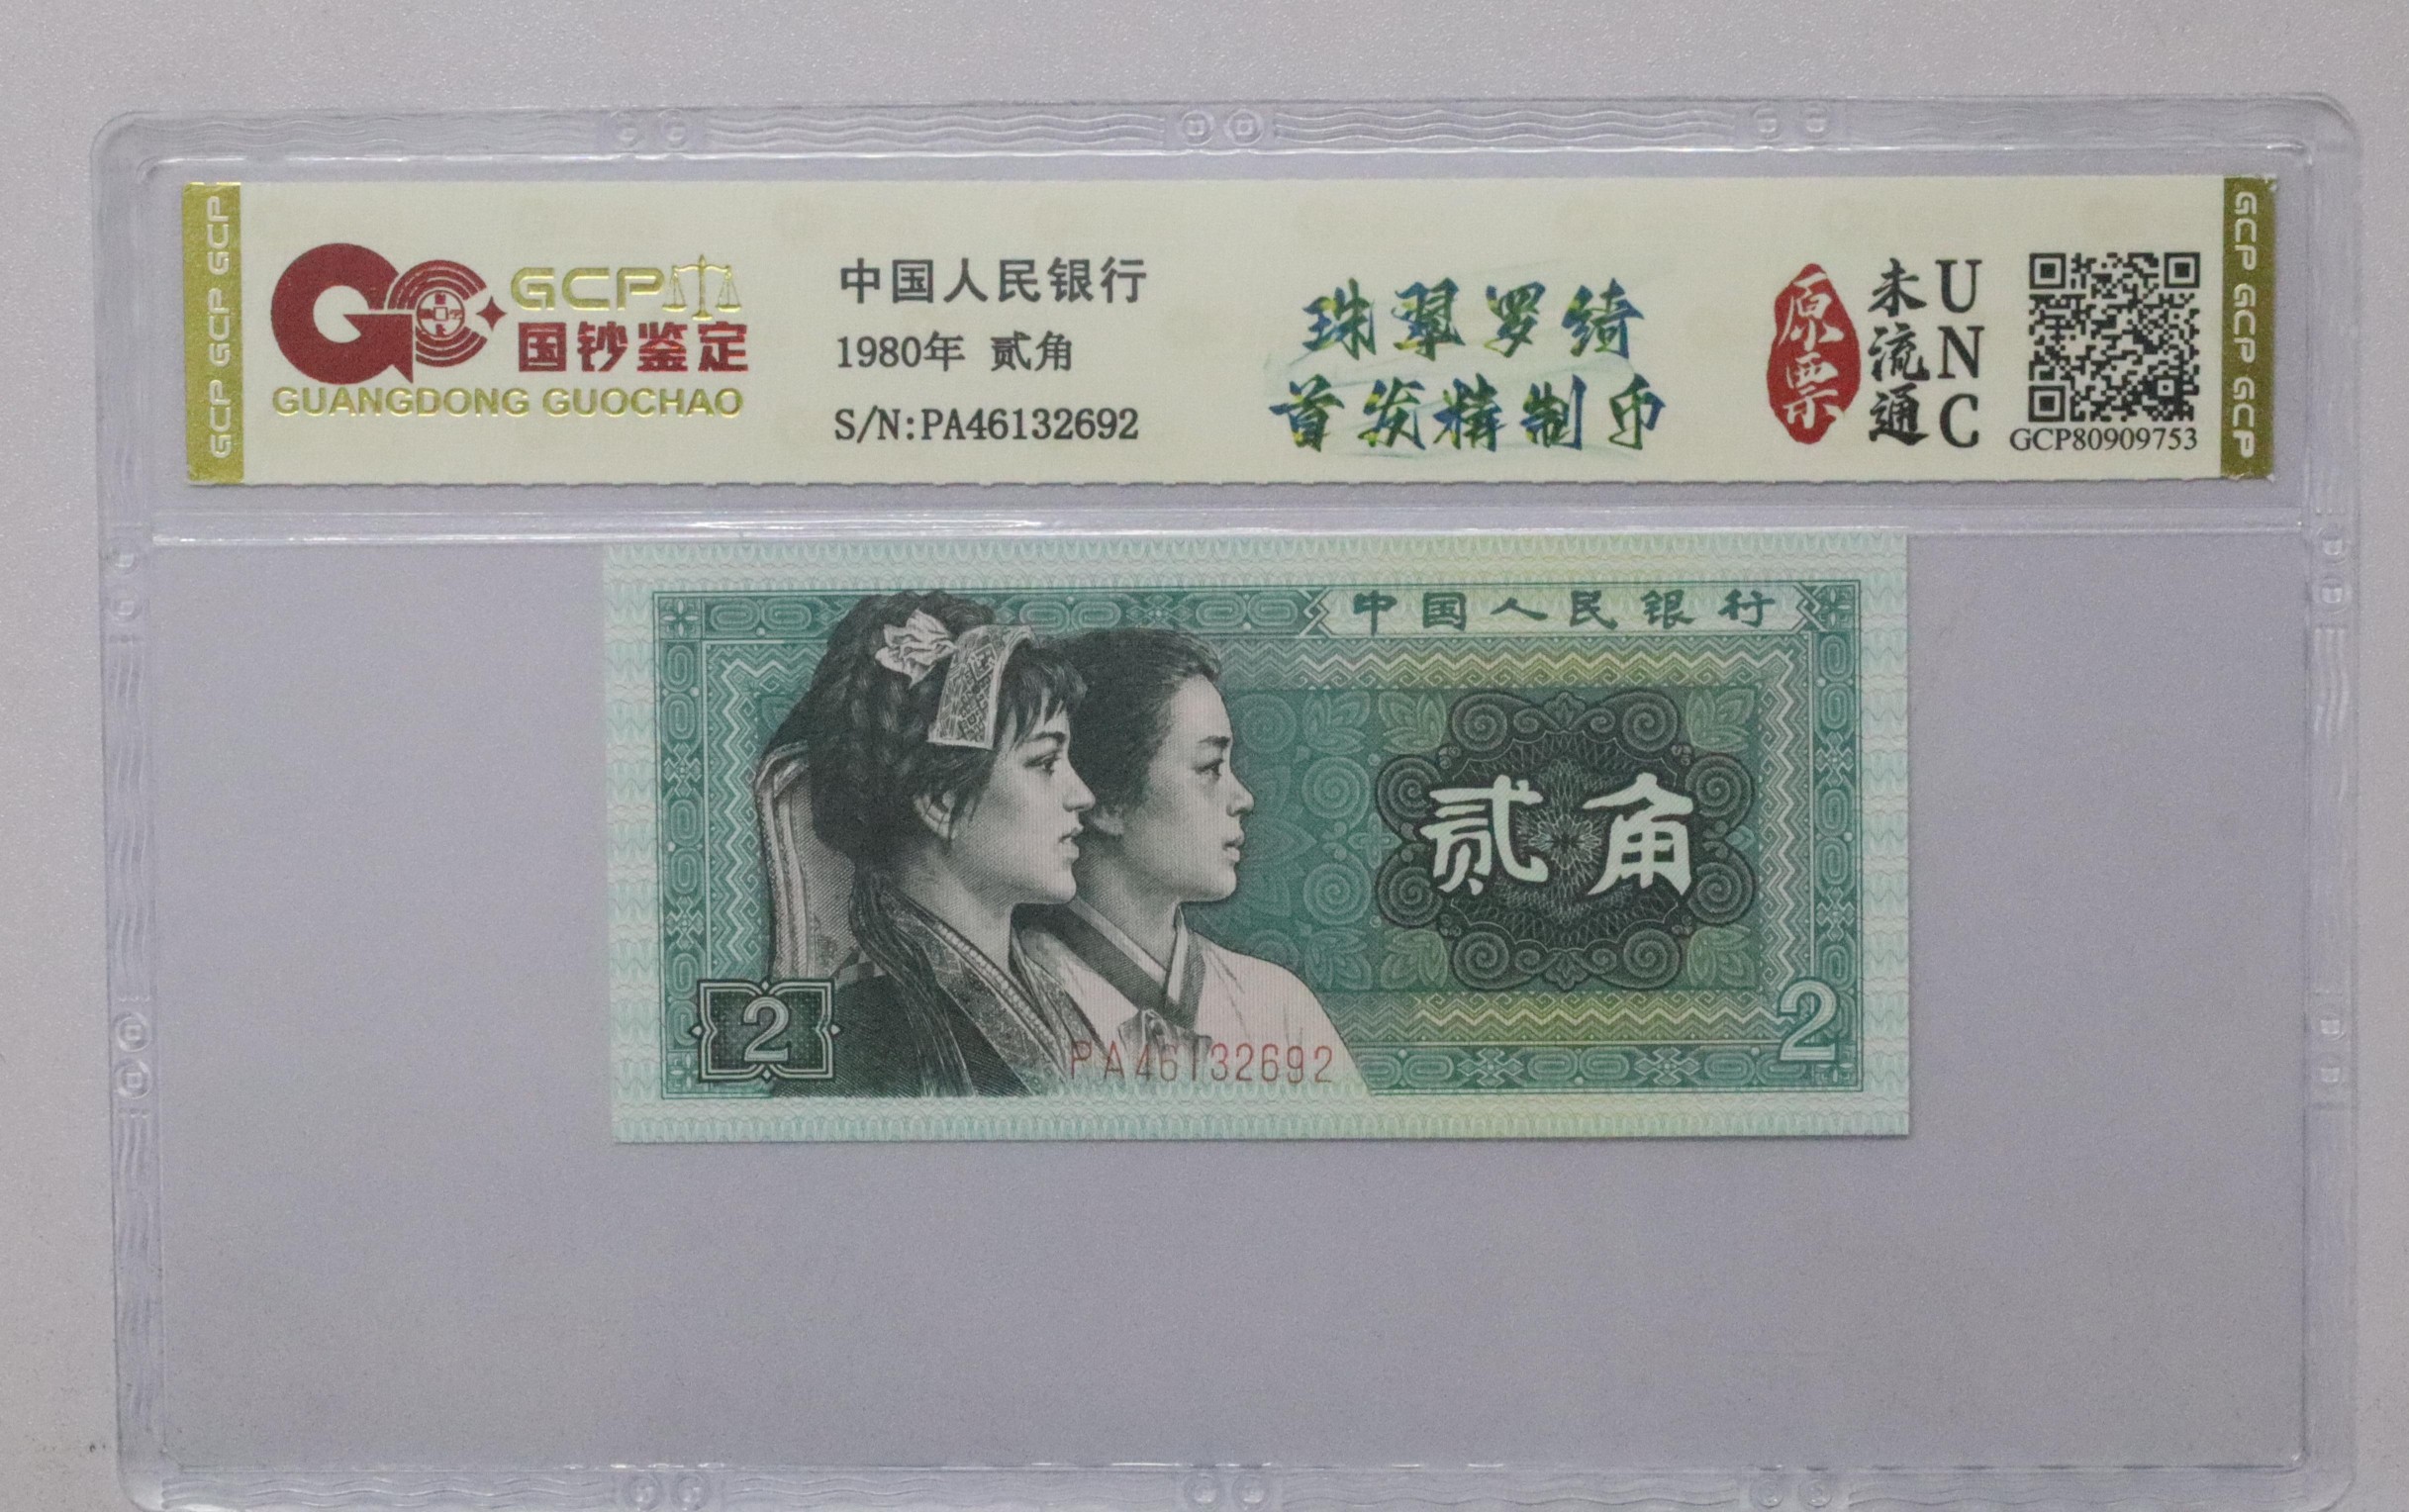 GCP GCP GCP
GCP
国钞鉴定
GUANGDONG GUOCHAO
中国人民银行
1980年 贰角
S/N:PA46132692
珠翠罗绮
首发精制币
原票
未流通
UNC
GCP80909753
GCP GCP GCP
中国人民银行
贰角
2
2
PA46132692